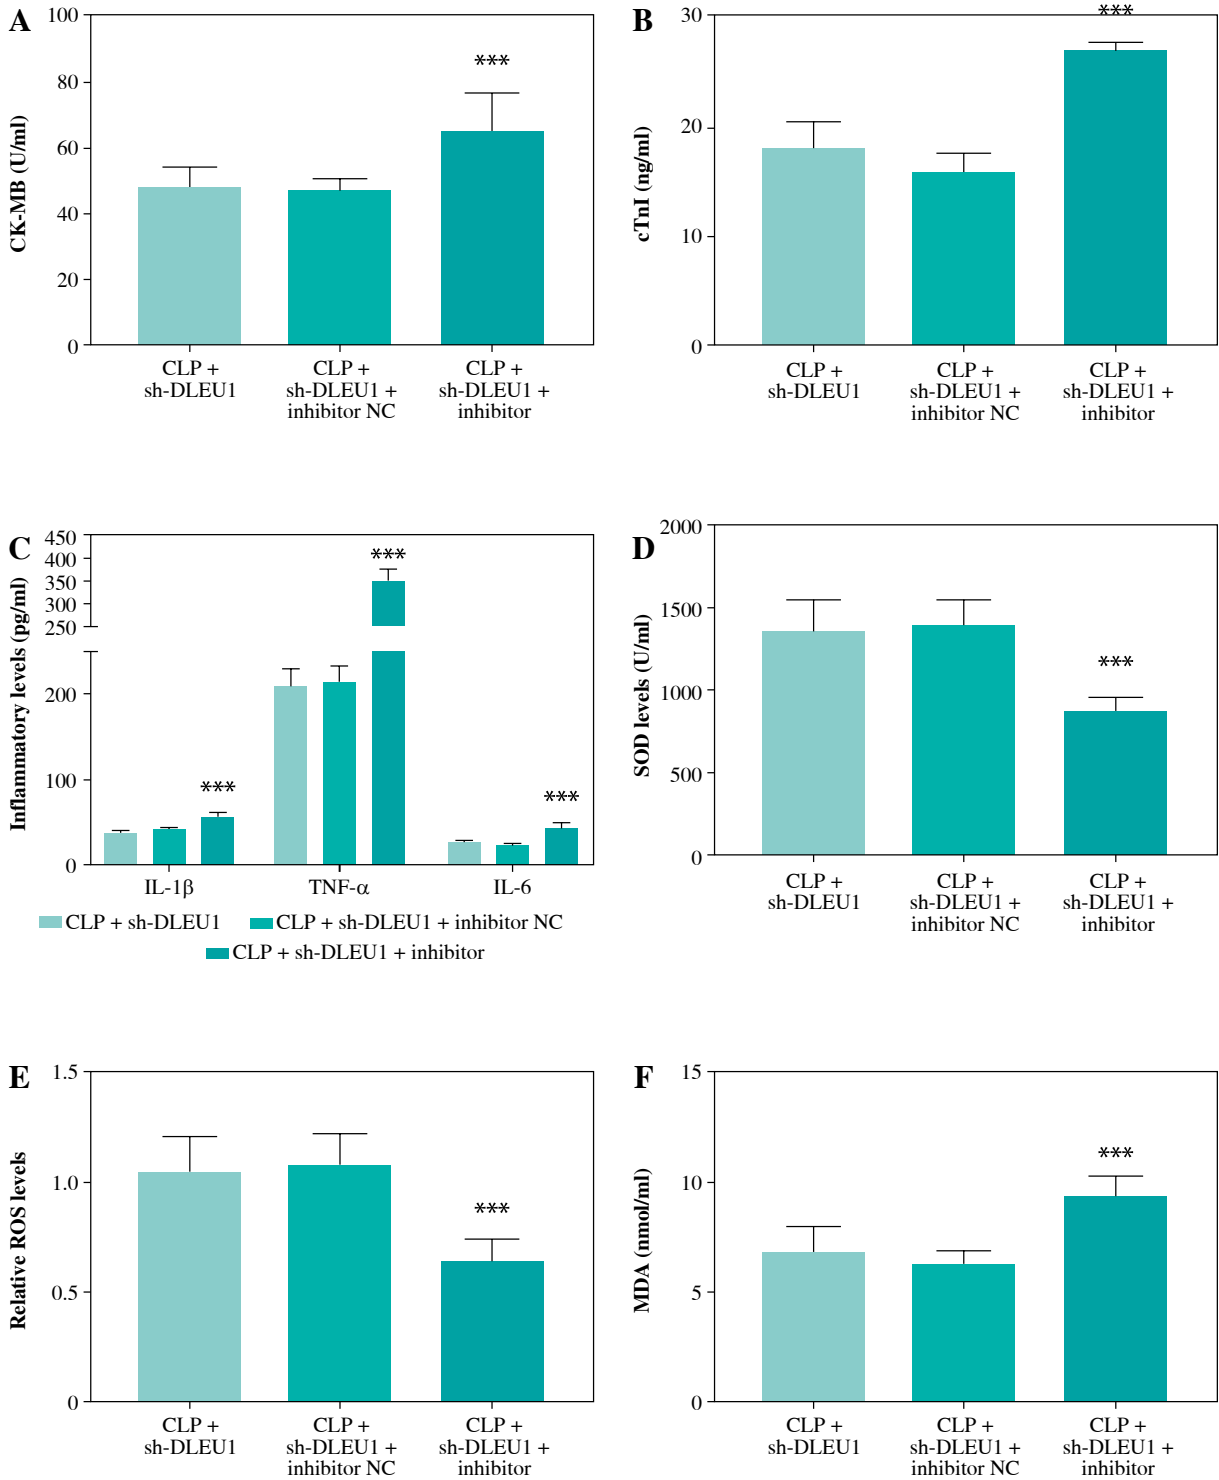 A
CK-MB (U/ml)
100
80
60
40
20
0
***
CLP +
sh-DLEU1
CLP +
sh-DLEU1 +
inhibitor NC
CLP +
sh-DLEU1 +
inhibitor
B
cTnI (ng/ml)
30
20
10
0
***
CLP +
sh-DLEU1
CLP +
sh-DLEU1 +
inhibitor NC
CLP +
sh-DLEU1 +
inhibitor
C
Inflammatory levels (pg/ml)
450
400
350
300
250
200
100
0
***
***
***
IL-1β
TNF-α
IL-6
CLP + sh-DLEU1
CLP + sh-DLEU1 + inhibitor NC
CLP + sh-DLEU1 + inhibitor
D
SOD levels (U/ml)
2000
1500
1000
500
0
***
CLP +
sh-DLEU1
CLP +
sh-DLEU1 +
inhibitor NC
CLP +
sh-DLEU1 +
inhibitor
E
Relative ROS levels
1.5
1.0
0.5
0
***
CLP +
sh-DLEU1
CLP +
sh-DLEU1 +
inhibitor NC
CLP +
sh-DLEU1 +
inhibitor
F
MDA (nmol/ml)
15
10
5
0
***
CLP +
sh-DLEU1
CLP +
sh-DLEU1 +
inhibitor NC
CLP +
sh-DLEU1 +
inhibitor